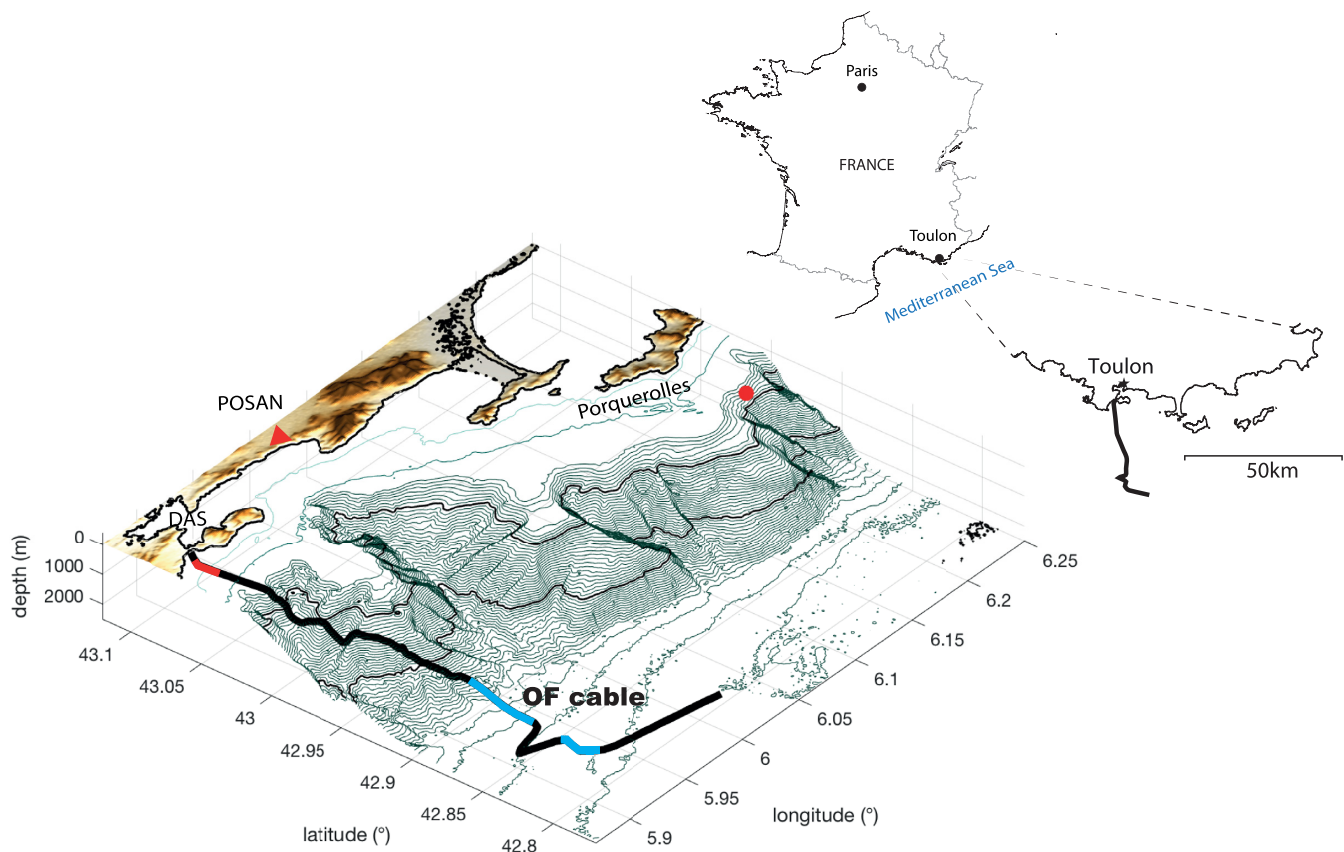 Paris
FRANCE
Toulon
Mediterranean Sea
Toulon
50km
POSAN
Porquerolles
DAS
OF cable
depth (m)
0
1000
2000
43.1
43.05
43
42.95
42.9
42.85
42.8
latitude (°)
5.9
5.95
6
6.05
6.1
6.15
6.2
6.25
longitude (°)